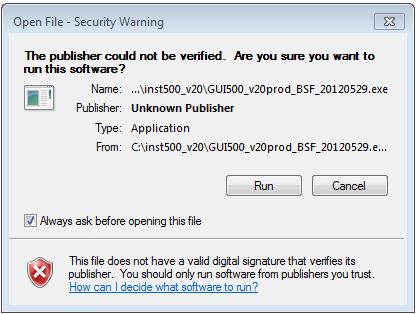 Open File - Security Warning
The publisher could not be verified. Are you sure you want to
run this software?
Name: ...\inst500_v20\GUI500_v20prod_BSF_20120529.exe
Publisher: Unknown Publisher
Type: Application
From: C:\inst500_v20\GUI500_v20prod_BSF_20120529.e...
Run Cancel
Always ask before opening this file
This file does not have a valid digital signature that verifies its
publisher. You should only run software from publishers you trust.
How can I decide what software to run?